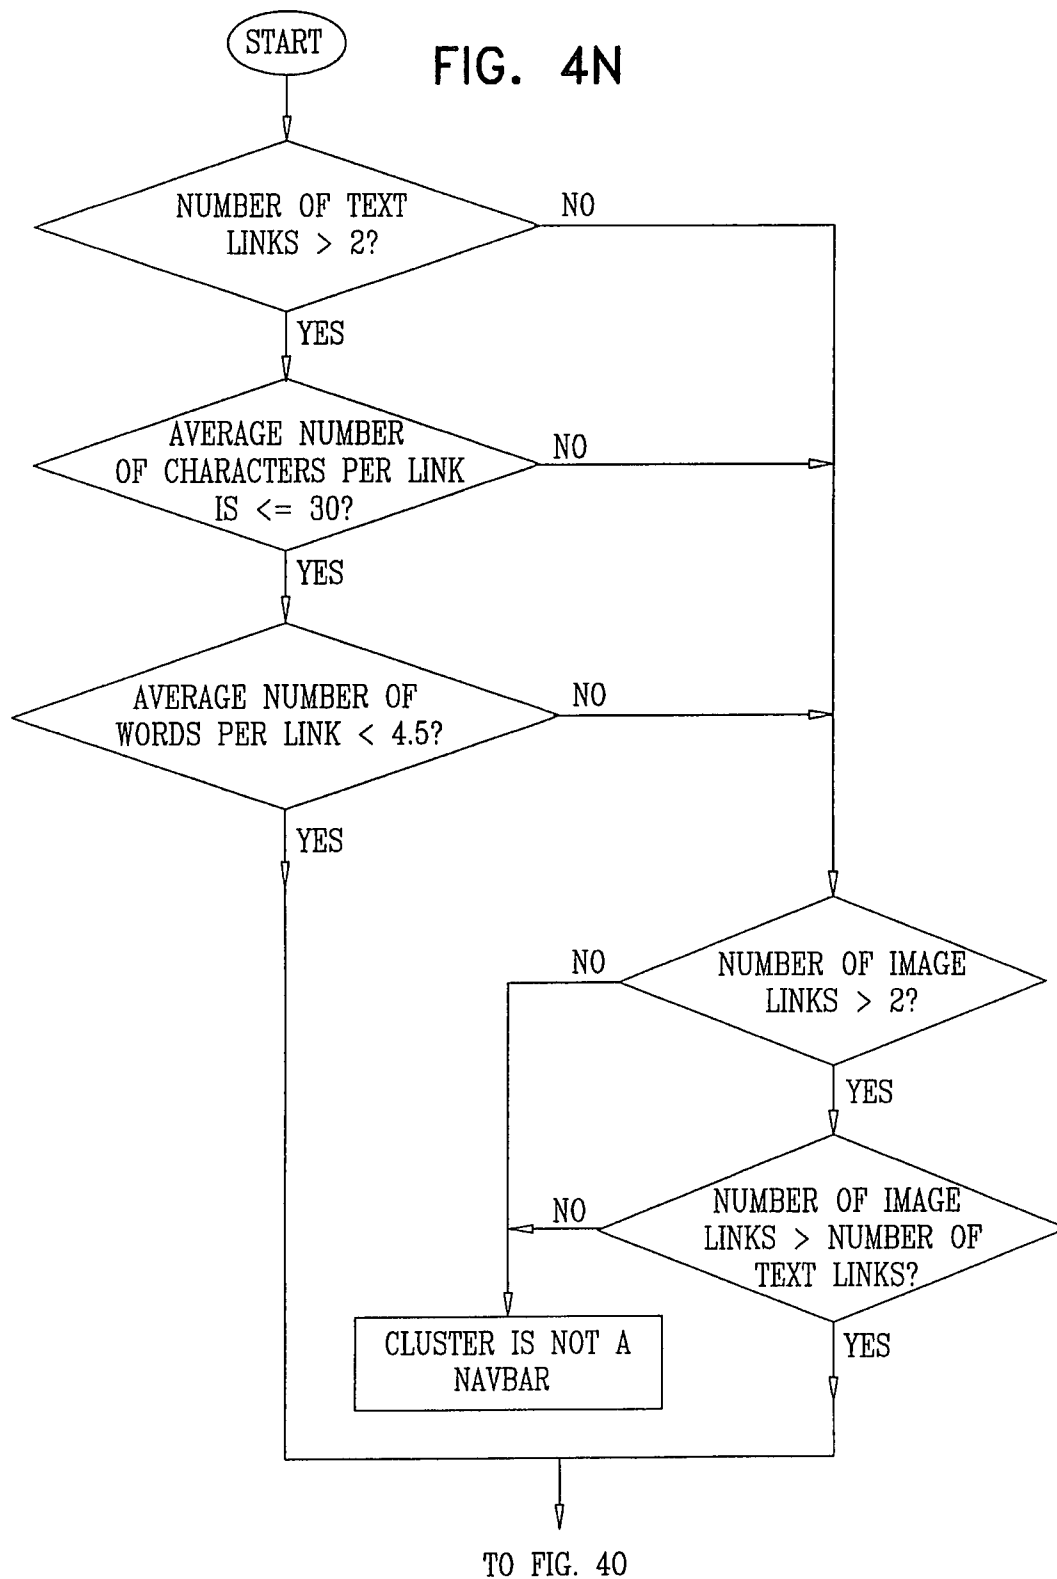 START
FIG. 4N
NUMBER OF TEXT
LINKS > 2?
NO
YES
AVERAGE NUMBER
OF CHARACTERS PER LINK
IS <= 30?
NO
YES
AVERAGE NUMBER OF
WORDS PER LINK < 4.5?
NO
YES
NUMBER OF IMAGE
LINKS > 2?
NO
YES
NUMBER OF IMAGE
LINKS > NUMBER OF
TEXT LINKS?
NO
YES
CLUSTER IS NOT A
NAVBAR
TO FIG. 4O